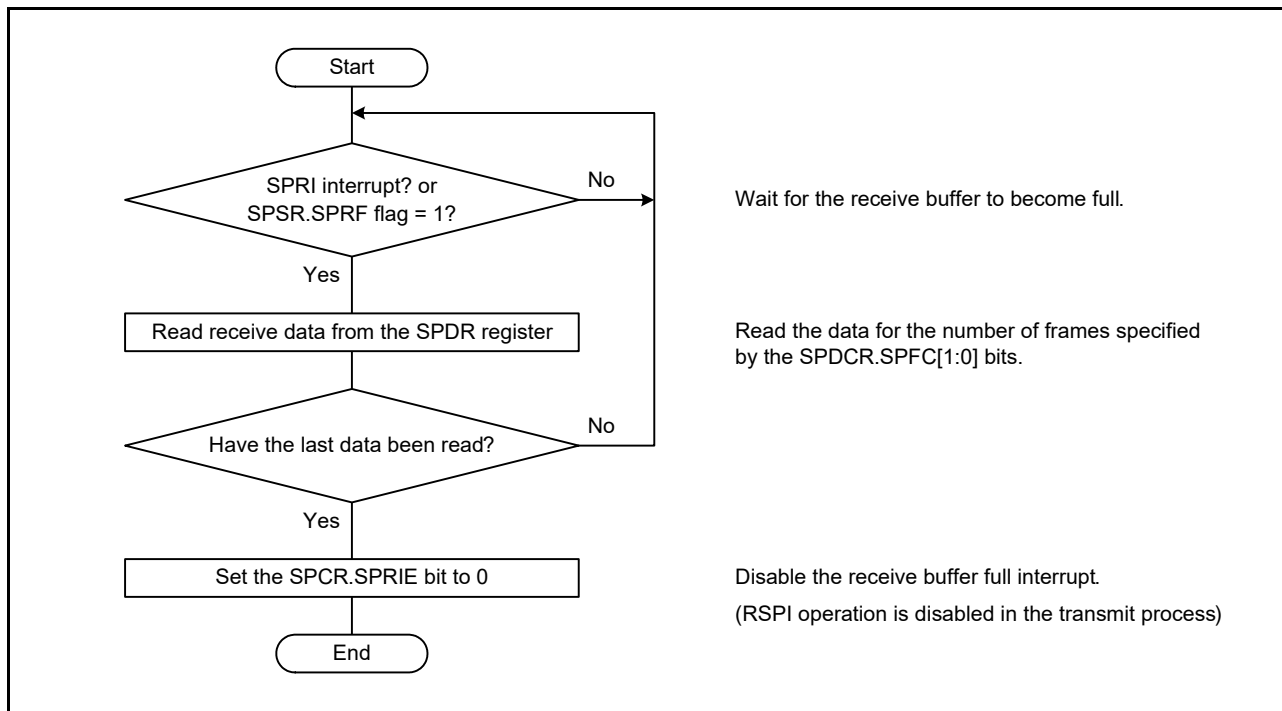 Start
SPRI interrupt? or
SPSR.SPRF flag = 1?
No
Wait for the receive buffer to become full.
Yes
Read receive data from the SPDR register
Read the data for the number of frames specified
by the SPDCR.SPFC[1:0] bits.
Have the last data been read?
No
Yes
Set the SPCR.SPRIE bit to 0
Disable the receive buffer full interrupt.
(RSPI operation is disabled in the transmit process)
End